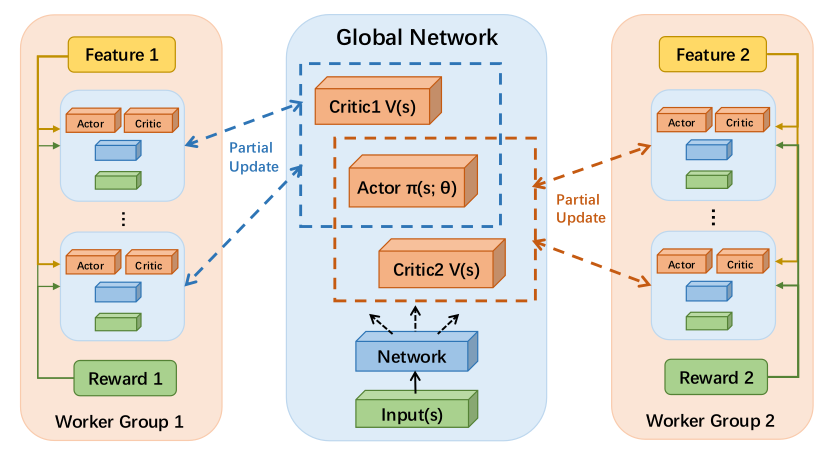 Feature 1
Actor
Critic
⋮
Actor
Critic
Reward 1
Worker Group 1
Partial
Update
Global Network
Critic1 V(s)
Actor π(s; θ)
Critic2 V(s)
Network
Input(s)
Partial
Update
Feature 2
Actor
Critic
⋮
Actor
Critic
Reward 2
Worker Group 2